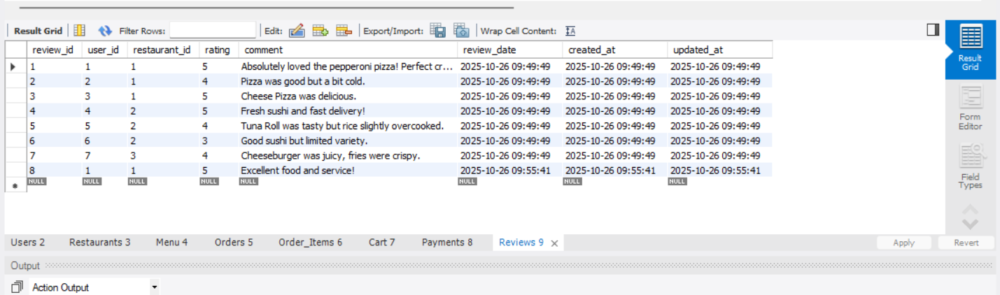 Result Grid Filter Rows: Edit: Export/Import: Wrap Cell Content: IA
review_id user_id restaurant_id rating comment review_date created_at updated_at
1 1 1 5 Absolutely loved the pepperoni pizza! Perfect cr... 2025-10-26 09:49:49 2025-10-26 09:49:49 2025-10-26 09:49:49
2 2 1 4 Pizza was good but a bit cold. 2025-10-26 09:49:49 2025-10-26 09:49:49 2025-10-26 09:49:49
3 3 1 5 Cheese Pizza was delicious. 2025-10-26 09:49:49 2025-10-26 09:49:49 2025-10-26 09:49:49
4 4 2 5 Fresh sushi and fast delivery! 2025-10-26 09:49:49 2025-10-26 09:49:49 2025-10-26 09:49:49
5 5 2 4 Tuna Roll was tasty but rice slightly overcooked. 2025-10-26 09:49:49 2025-10-26 09:49:49 2025-10-26 09:49:49
6 6 2 3 Good sushi but limited variety. 2025-10-26 09:49:49 2025-10-26 09:49:49 2025-10-26 09:49:49
7 7 3 4 Cheeseburger was juicy, fries were crispy. 2025-10-26 09:49:49 2025-10-26 09:49:49 2025-10-26 09:49:49
8 1 1 5 Excellent food and service! 2025-10-26 09:55:41 2025-10-26 09:55:41 2025-10-26 09:55:41
NULL NULL NULL NULL NULL NULL NULL NULL
Result
Grid
Form
Editor
Field
Types
Users 2 Restaurants 3 Menu 4 Orders 5 Order_Items 6 Cart 7 Payments 8 Reviews 9 Apply Revert
Output
Action Output